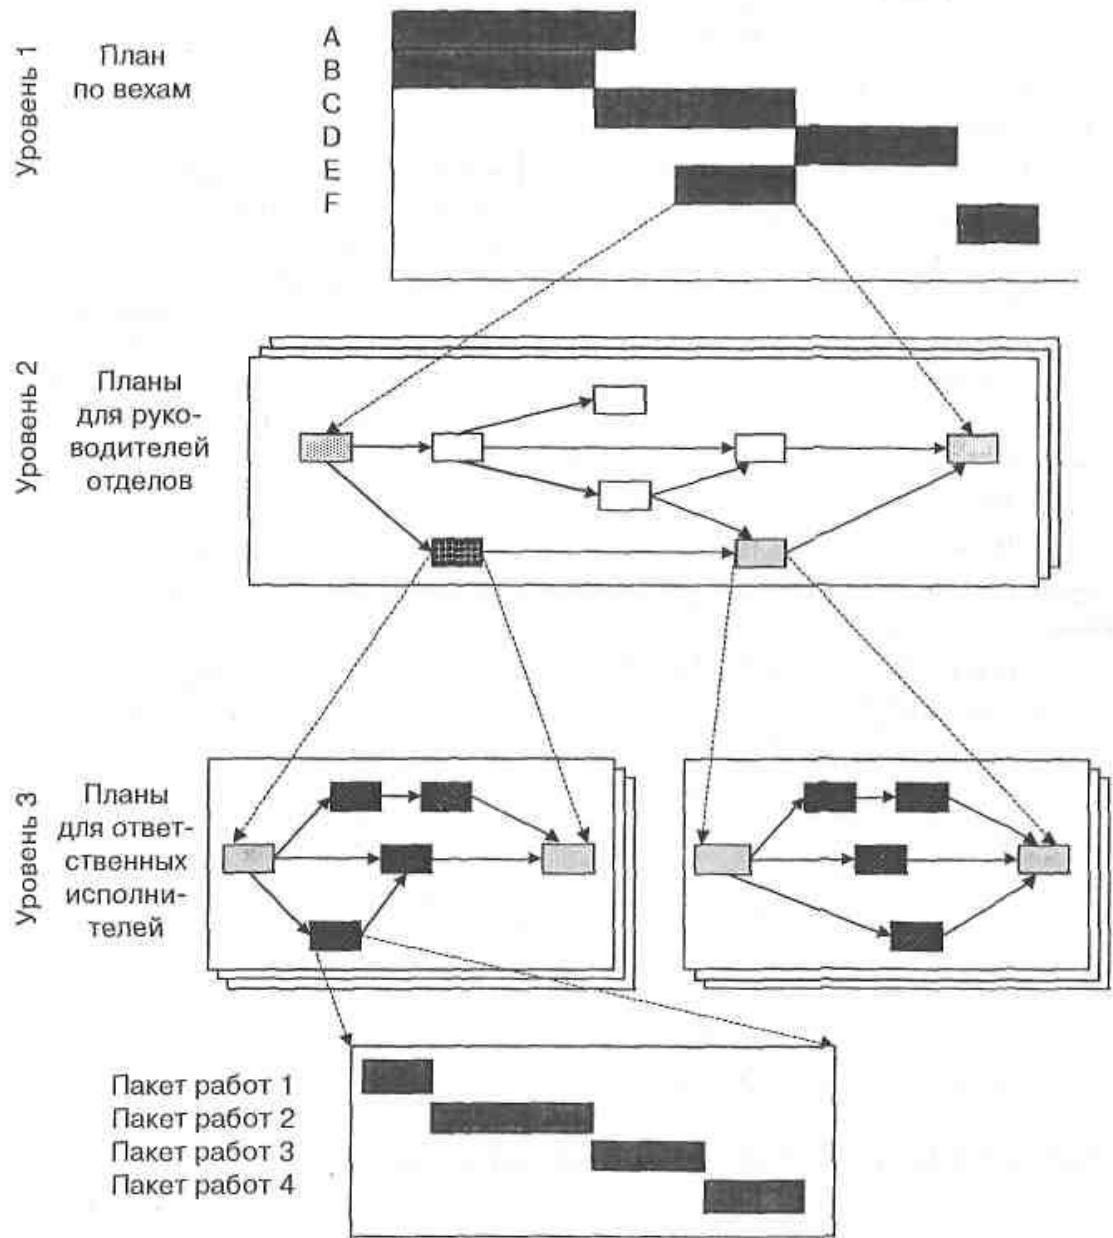 Уровень 1
План
по вехам
A
B
C
D
E
F
Уровень 2
Планы
для руко-
водителей
отделов
Уровень 3
Планы
для ответ-
ственных
исполни-
телей
Пакет работ 1
Пакет работ 2
Пакет работ 3
Пакет работ 4